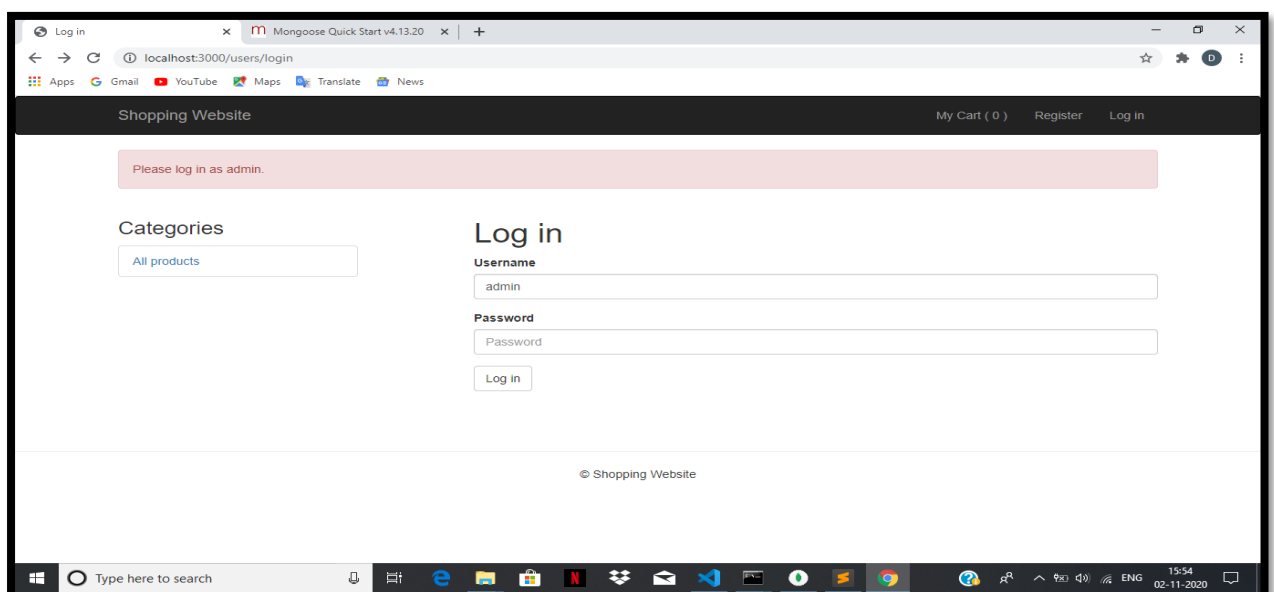 Log in
Mongoose Quick Start v4.13.20
localhost:3000/users/login
D
Apps Gmail YouTube Maps Translate News
Shopping Website My Cart ( 0 ) Register Log in
Please log in as admin.
Categories
All products
Log in
Username
admin
Password
Password
Log in
© Shopping Website
Type here to search
ENG
15:54
02-11-2020